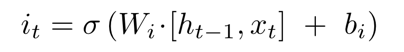 i_t = σ (W_i·[h_{t−1}, x_t] + b_i)